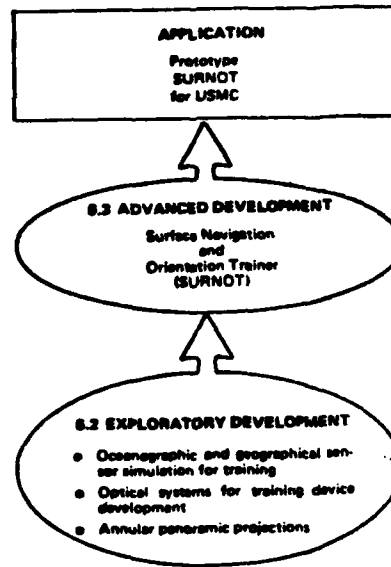 APPLICATION
Prototype
SURNOT
for USMC
6.3 ADVANCED DEVELOPMENT
Surface Navigation
and
Orientation Trainer
(SURNOT)
6.2 EXPLORATORY DEVELOPMENT
• Oceanographic and geographical sen-
sor simulation for training
• Optical systems for training device
development
• Annular panoramic projections